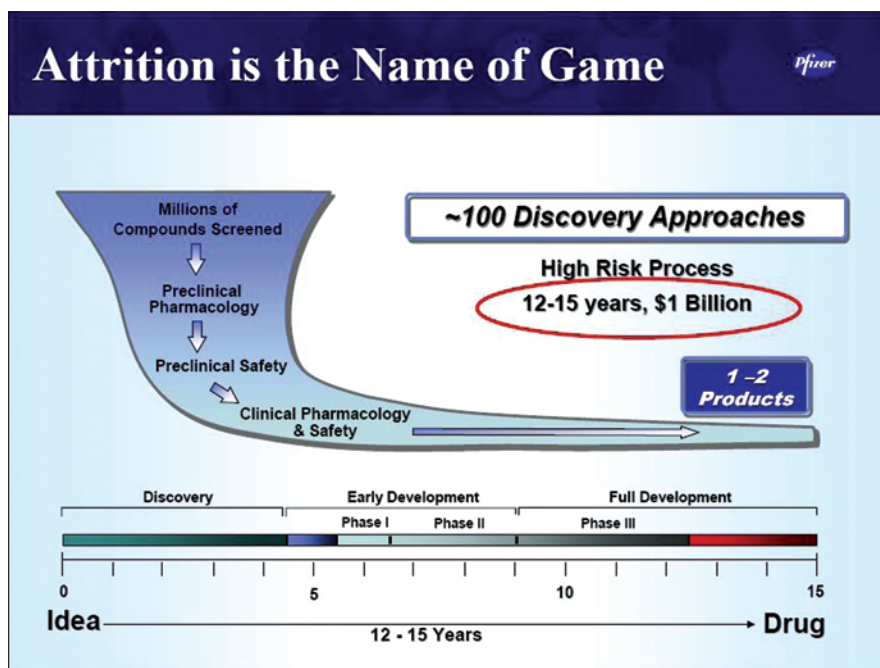 Attrition is the Name of Game
Pfizer
Millions of
Compounds Screened
Preclinical
Pharmacology
Preclinical Safety
Clinical Pharmacology
& Safety
~100 Discovery Approaches
High Risk Process
12-15 years, $1 Billion
1 –2
Products
Discovery
Early Development
Full Development
Phase I
Phase II
Phase III
0
5
10
15
Idea
12 - 15 Years
Drug